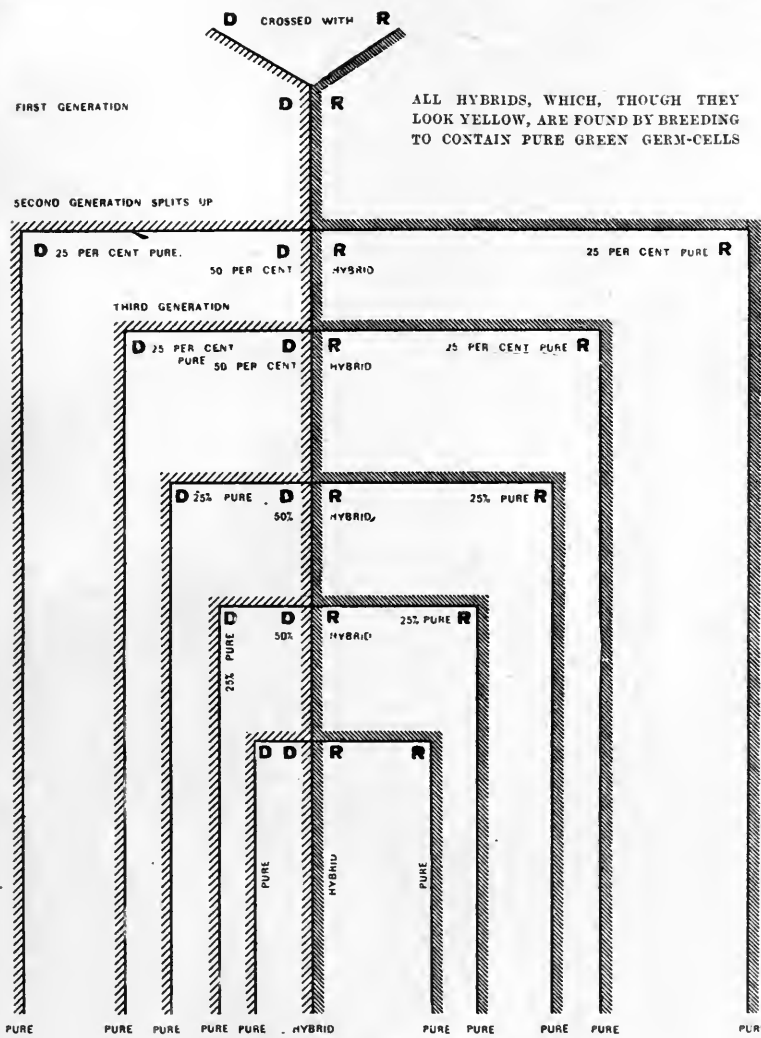 D CROSSED WITH R
FIRST GENERATION
D R
ALL HYBRIDS, WHICH, THOUGH THEY
LOOK YELLOW, ARE FOUND BY BREEDING
TO CONTAIN PURE GREEN GERM-CELLS
SECOND GENERATION SPLITS UP
D 25 PER CENT PURE. D R 25 PER CENT PURE R
50 PER CENT HYBRID
THIRD GENERATION
D 25 PER CENT D R 25 PER CENT PURE R
PURE 50 PER CENT HYBRID
D 25% PURE D R 25% PURE R
50% HYBRID
D D R 25% PURE R
50% HYBRID
25% PURE
D D R R
PURE HYBRID PURE
PURE PURE PURE PURE PURE HYBRID PURE PURE PURE PURE PUR